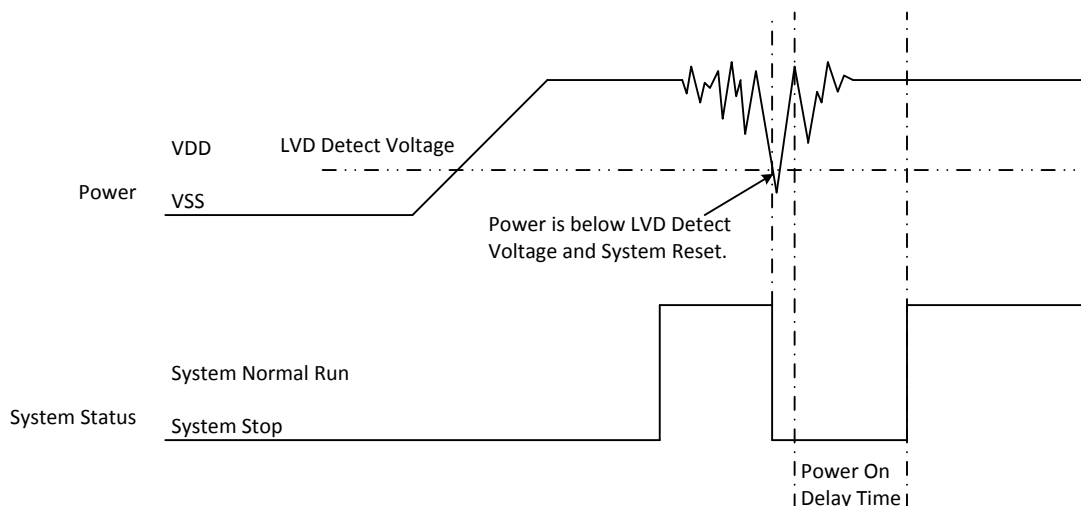 VDD
LVD Detect Voltage
Power
VSS
Power is below LVD Detect
Voltage and System Reset.
System Normal Run
System Status
System Stop
Power On
Delay Time